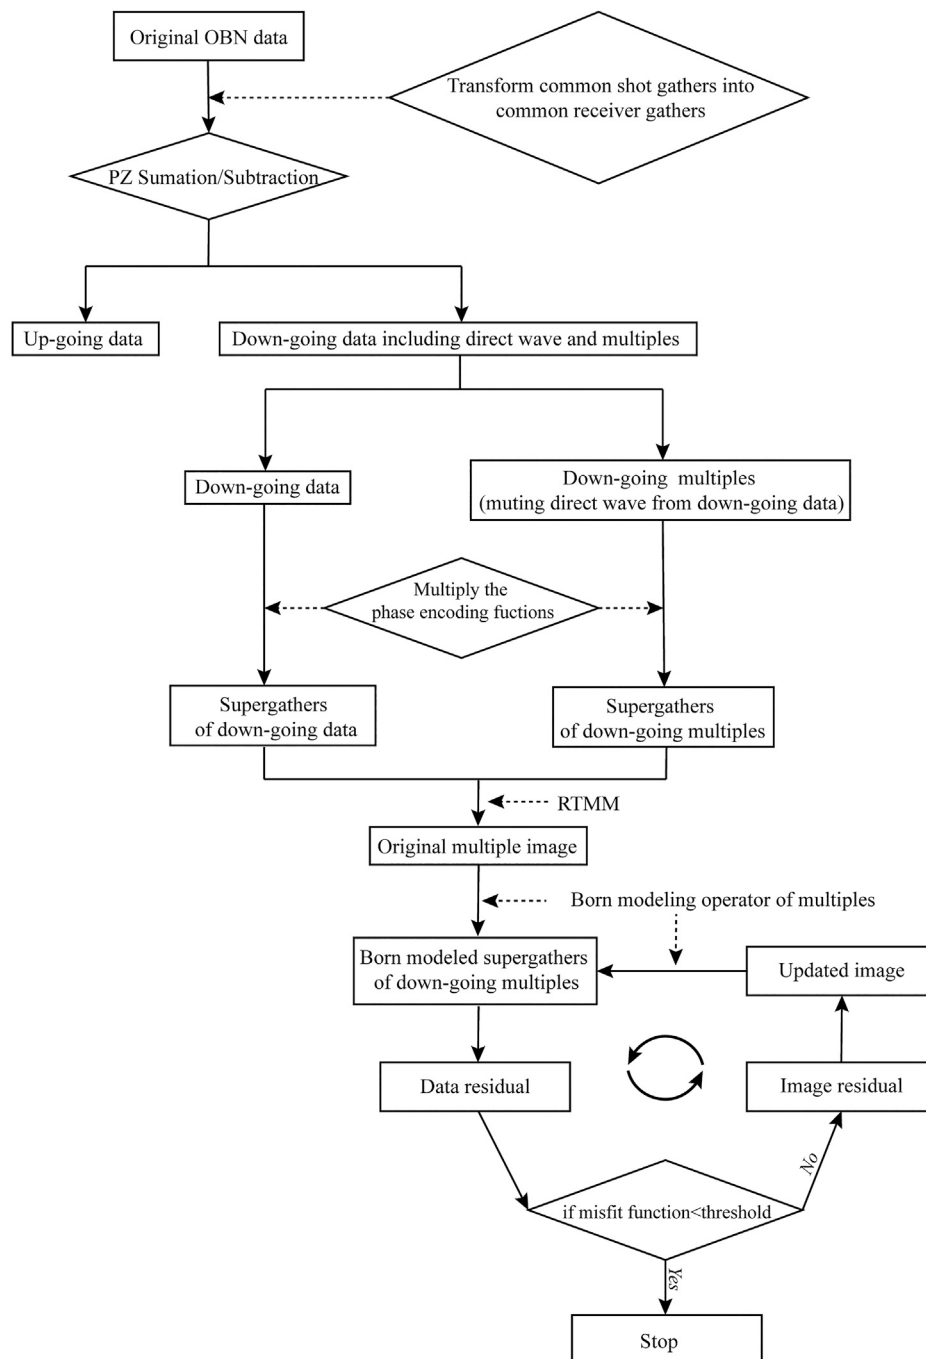 Original OBN data
Transform common shot gathers into
common receiver gathers
PZ Sumation/Subtraction
Up-going data
Down-going data including direct wave and multiples
Down-going data
Down-going multiples
(muting direct wave from down-going data)
Multiply the
phase encoding fuctions
Supergathers
of down-going data
Supergathers
of down-going multiples
RTMM
Original multiple image
Born modeling operator of multiples
Born modeled supergathers
of down-going multiples
Updated image
Data residual
Image residual
No
if misfit function<threshold
Yes
Stop